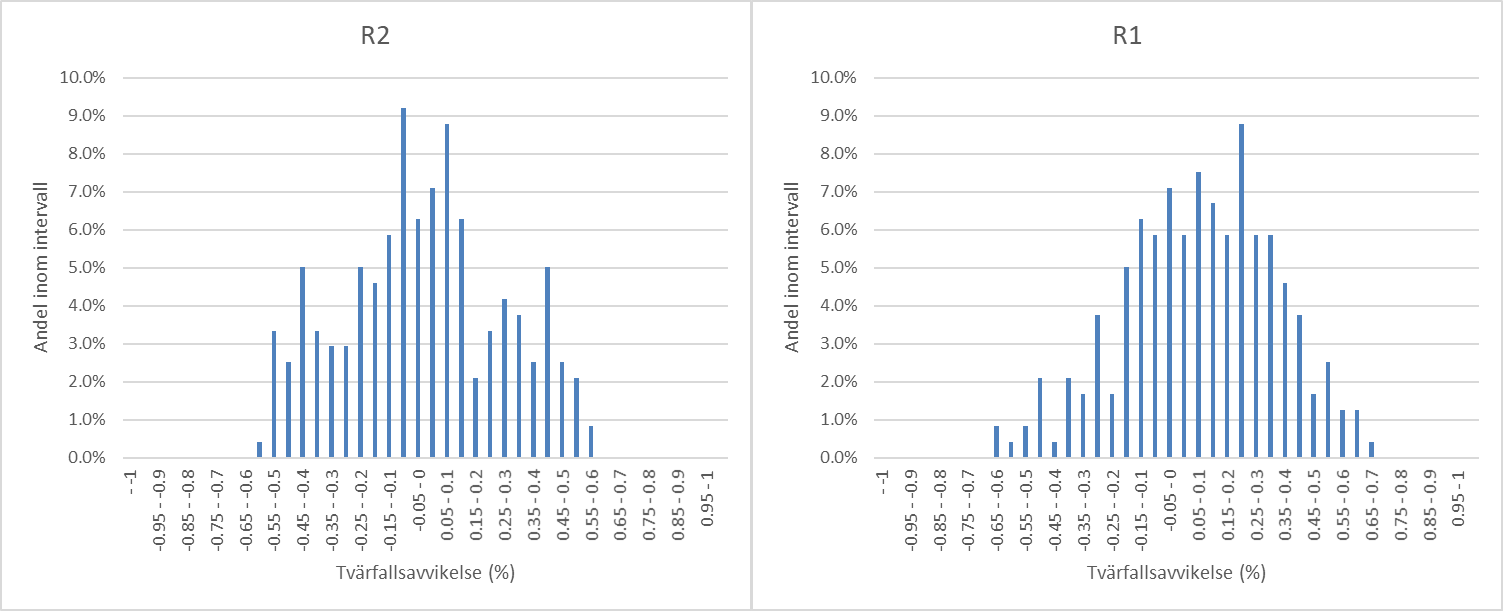 R2
10.0%
9.0%
8.0%
7.0%
6.0%
5.0%
4.0%
3.0%
2.0%
1.0%
0.0%
Andel inom intervall
- -1
-0.95 - -0.9
-0.85 - -0.8
-0.75 - -0.7
-0.65 - -0.6
-0.55 - -0.5
-0.45 - -0.4
-0.35 - -0.3
-0.25 - -0.2
-0.15 - -0.1
-0.05 - 0
0.05 - 0.1
0.15 - 0.2
0.25 - 0.3
0.35 - 0.4
0.45 - 0.5
0.55 - 0.6
0.65 - 0.7
0.75 - 0.8
0.85 - 0.9
0.95 - 1
Tvärfallsavvikelse (%)
R1
10.0%
9.0%
8.0%
7.0%
6.0%
5.0%
4.0%
3.0%
2.0%
1.0%
0.0%
Andel inom intervall
- -1
-0.95 - -0.9
-0.85 - -0.8
-0.75 - -0.7
-0.65 - -0.6
-0.55 - -0.5
-0.45 - -0.4
-0.35 - -0.3
-0.25 - -0.2
-0.15 - -0.1
-0.05 - 0
0.05 - 0.1
0.15 - 0.2
0.25 - 0.3
0.35 - 0.4
0.45 - 0.5
0.55 - 0.6
0.65 - 0.7
0.75 - 0.8
0.85 - 0.9
0.95 - 1
Tvärfallsavvikelse (%)